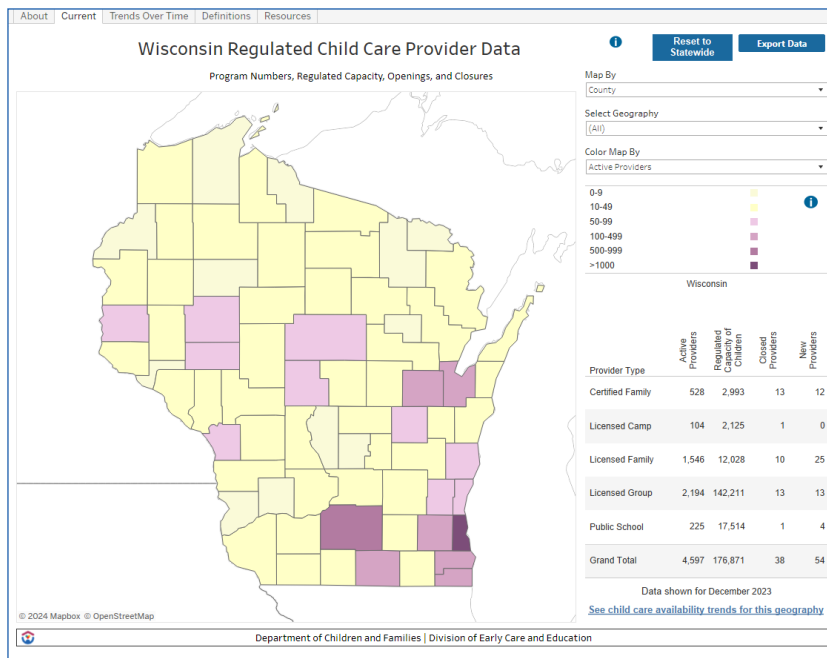 About Current Trends Over Time Definitions Resources
Wisconsin Regulated Child Care Provider Data
Program Numbers, Regulated Capacity, Openings, and Closures
i
Reset to
Statewide
Export Data
Map By
County
Select Geography
(All)
Color Map By
Active Providers
0-9
10-49
50-99
100-499
500-999
>1000
i
Wisconsin
Provider Type Active Providers Regulated Capacity of Children Closed Providers New Providers
Certified Family 528 2,993 13 12
Licensed Camp 104 2,125 1 0
Licensed Family 1,546 12,028 10 25
Licensed Group 2,194 142,211 13 13
Public School 225 17,514 1 4
Grand Total 4,597 176,871 38 54
Data shown for December 2023
See child care availability trends for this geography
© 2024 Mapbox © OpenStreetMap
Department of Children and Families | Division of Early Care and Education